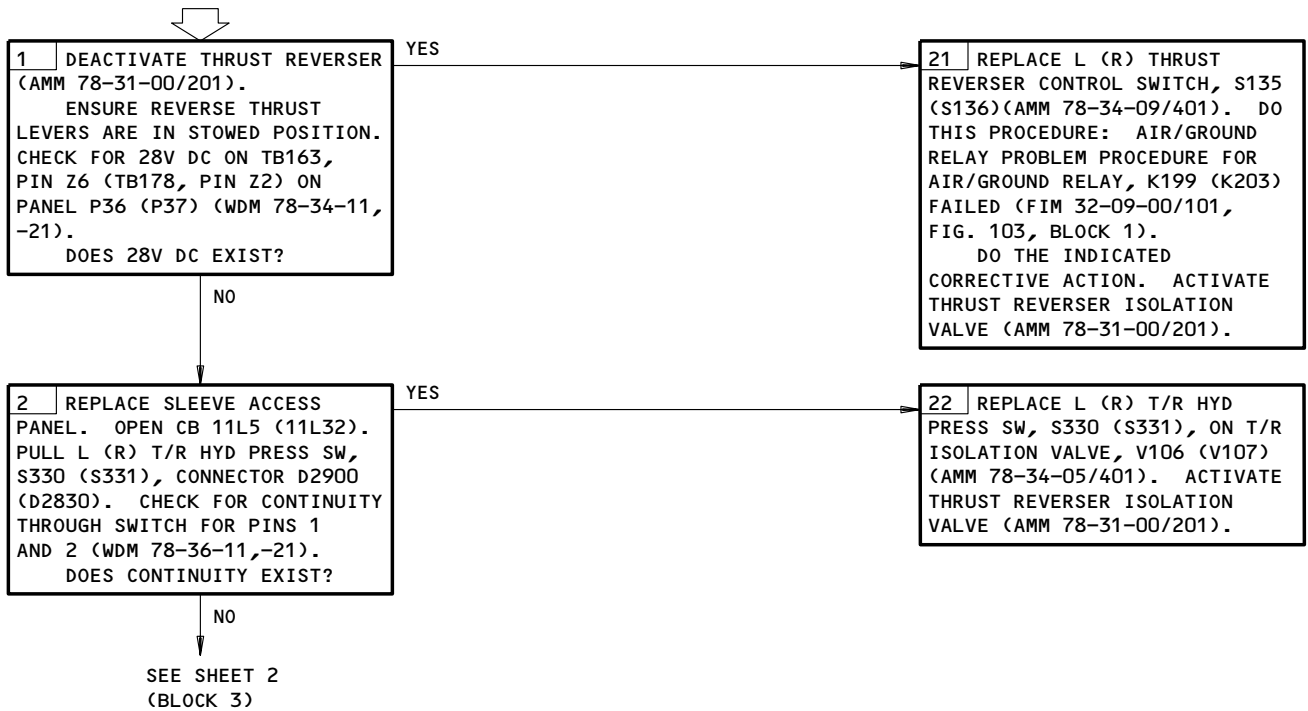 1 DEACTIVATE THRUST REVERSER
(AMM 78-31-00/201).
ENSURE REVERSE THRUST
LEVERS ARE IN STOWED POSITION.
CHECK FOR 28V DC ON TB163,
PIN Z6 (TB178, PIN Z2) ON
PANEL P36 (P37) (WDM 78-34-11,
-21).
DOES 28V DC EXIST?
YES
21 REPLACE L (R) THRUST
REVERSER CONTROL SWITCH, S135
(S136)(AMM 78-34-09/401). DO
THIS PROCEDURE: AIR/GROUND
RELAY PROBLEM PROCEDURE FOR
AIR/GROUND RELAY, K199 (K203)
FAILED (FIM 32-09-00/101,
FIG. 103, BLOCK 1).
DO THE INDICATED
CORRECTIVE ACTION. ACTIVATE
THRUST REVERSER ISOLATION
VALVE (AMM 78-31-00/201).
NO
2 REPLACE SLEEVE ACCESS
PANEL. OPEN CB 11L5 (11L32).
PULL L (R) T/R HYD PRESS SW,
S330 (S331), CONNECTOR D2900
(D2830). CHECK FOR CONTINUITY
THROUGH SWITCH FOR PINS 1
AND 2 (WDM 78-36-11,-21).
DOES CONTINUITY EXIST?
YES
22 REPLACE L (R) T/R HYD
PRESS SW, S330 (S331), ON T/R
ISOLATION VALVE, V106 (V107)
(AMM 78-34-05/401). ACTIVATE
THRUST REVERSER ISOLATION
VALVE (AMM 78-31-00/201).
NO
SEE SHEET 2
(BLOCK 3)